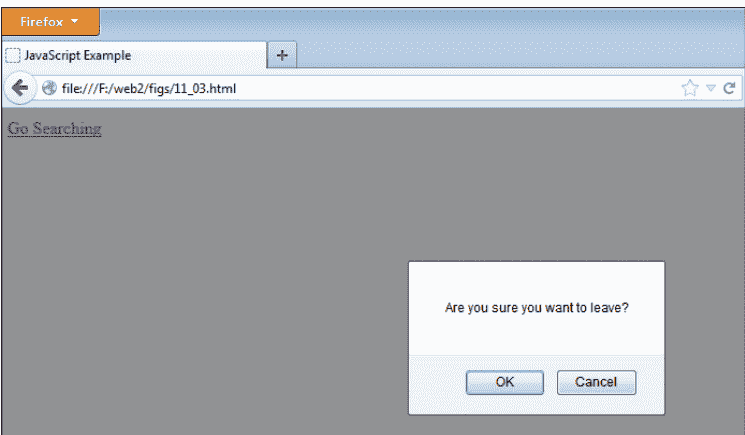 Firefox
JavaScript Example
file:///F:/web2/figs/11_03.html
Go Searching
Are you sure you want to leave?
OK Cancel